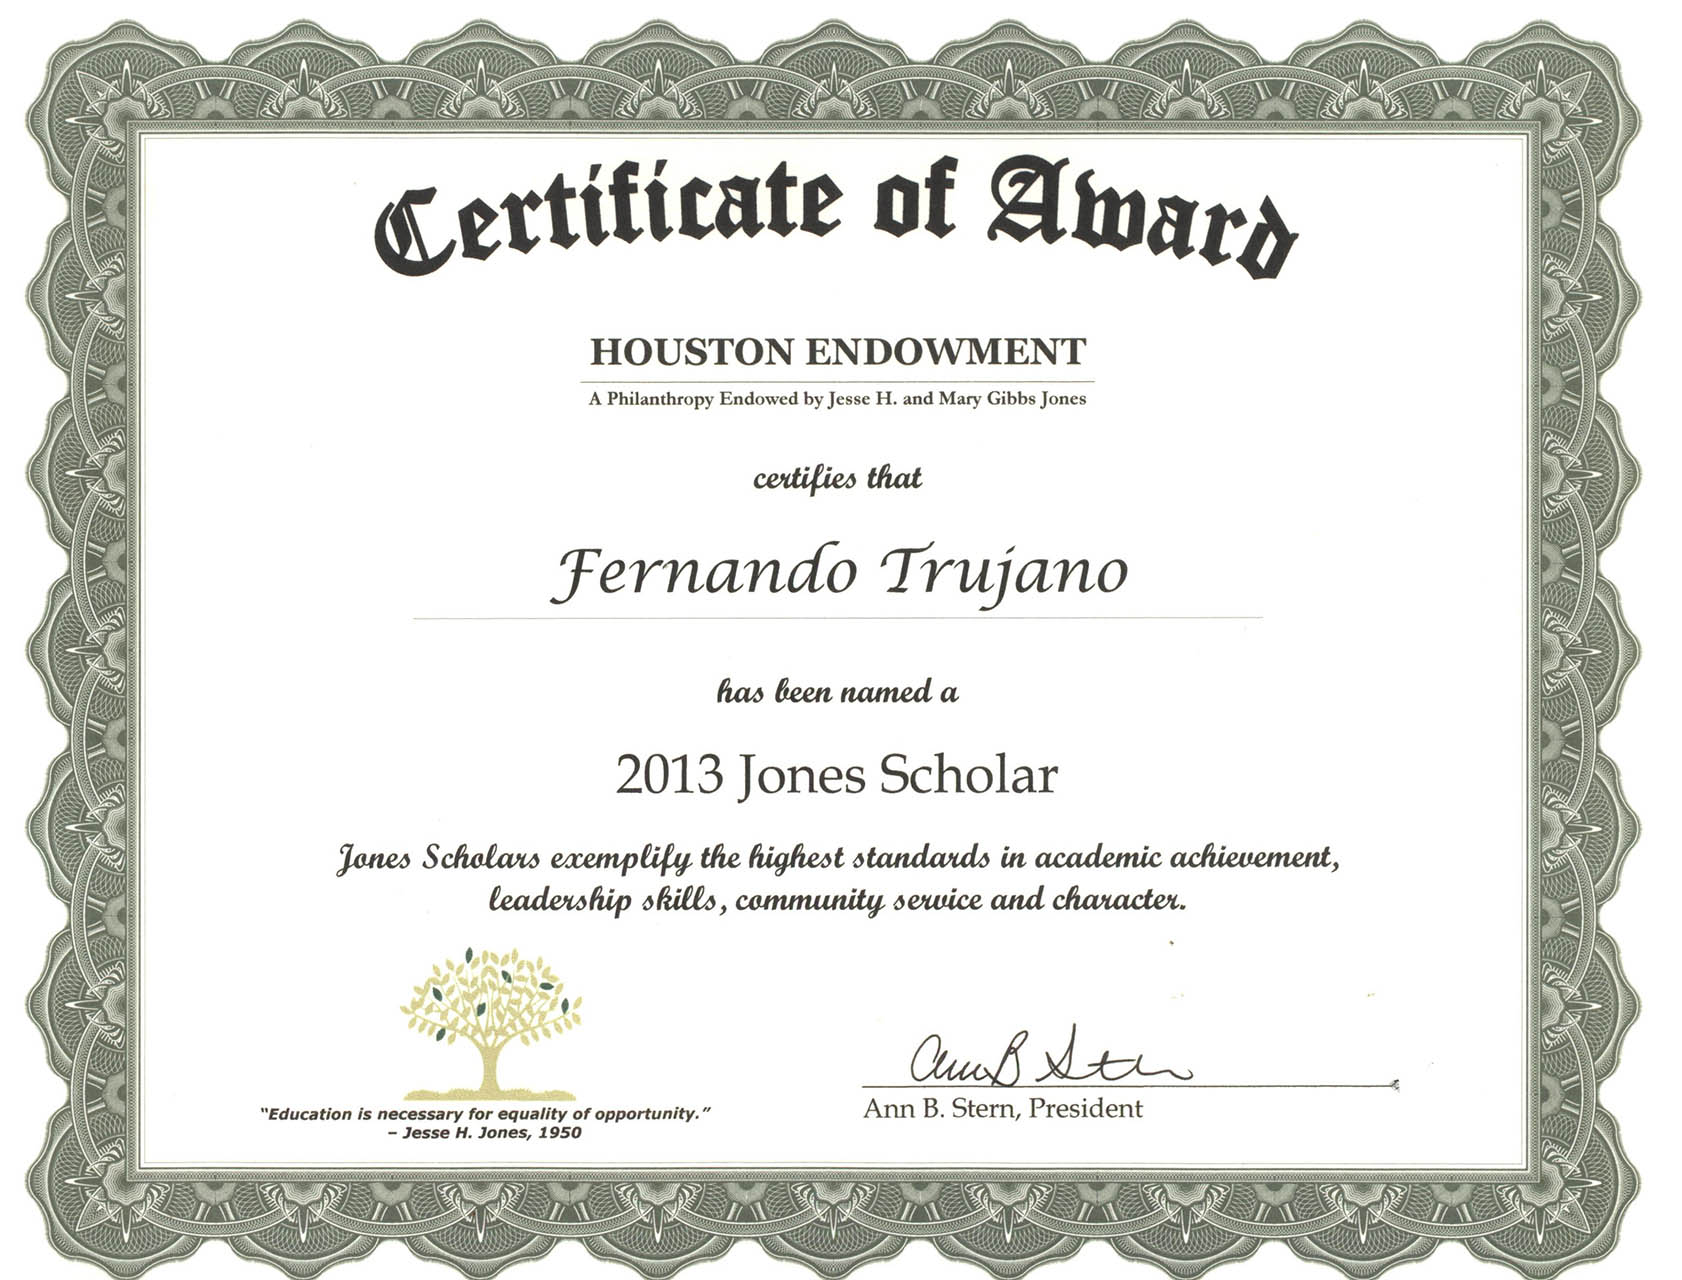 Certificate of Award
HOUSTON ENDOWMENT
A Philanthropy Endowed by Jesse H. and Mary Gibbs Jones
certifies that
Fernando Trujano
has been named a
2013 Jones Scholar
Jones Scholars exemplify the highest standards in academic achievement,
leadership skills, community service and character.
Ann B Stern
Ann B. Stern, President
"Education is necessary for equality of opportunity."
– Jesse H. Jones, 1950